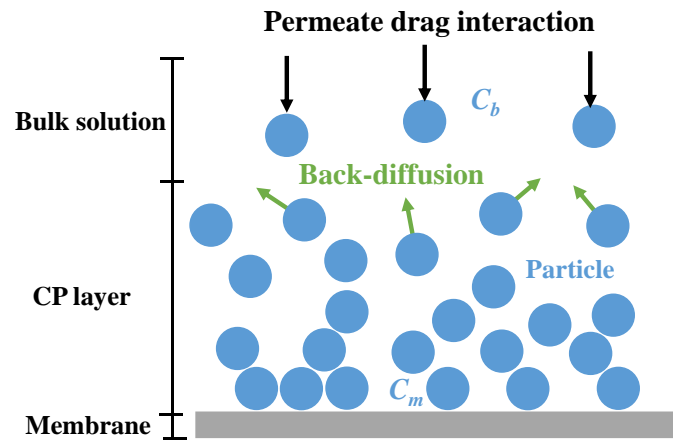 Permeate drag interaction
Bulk solution
C_b
Back-diffusion
Particle
CP layer
C_m
Membrane